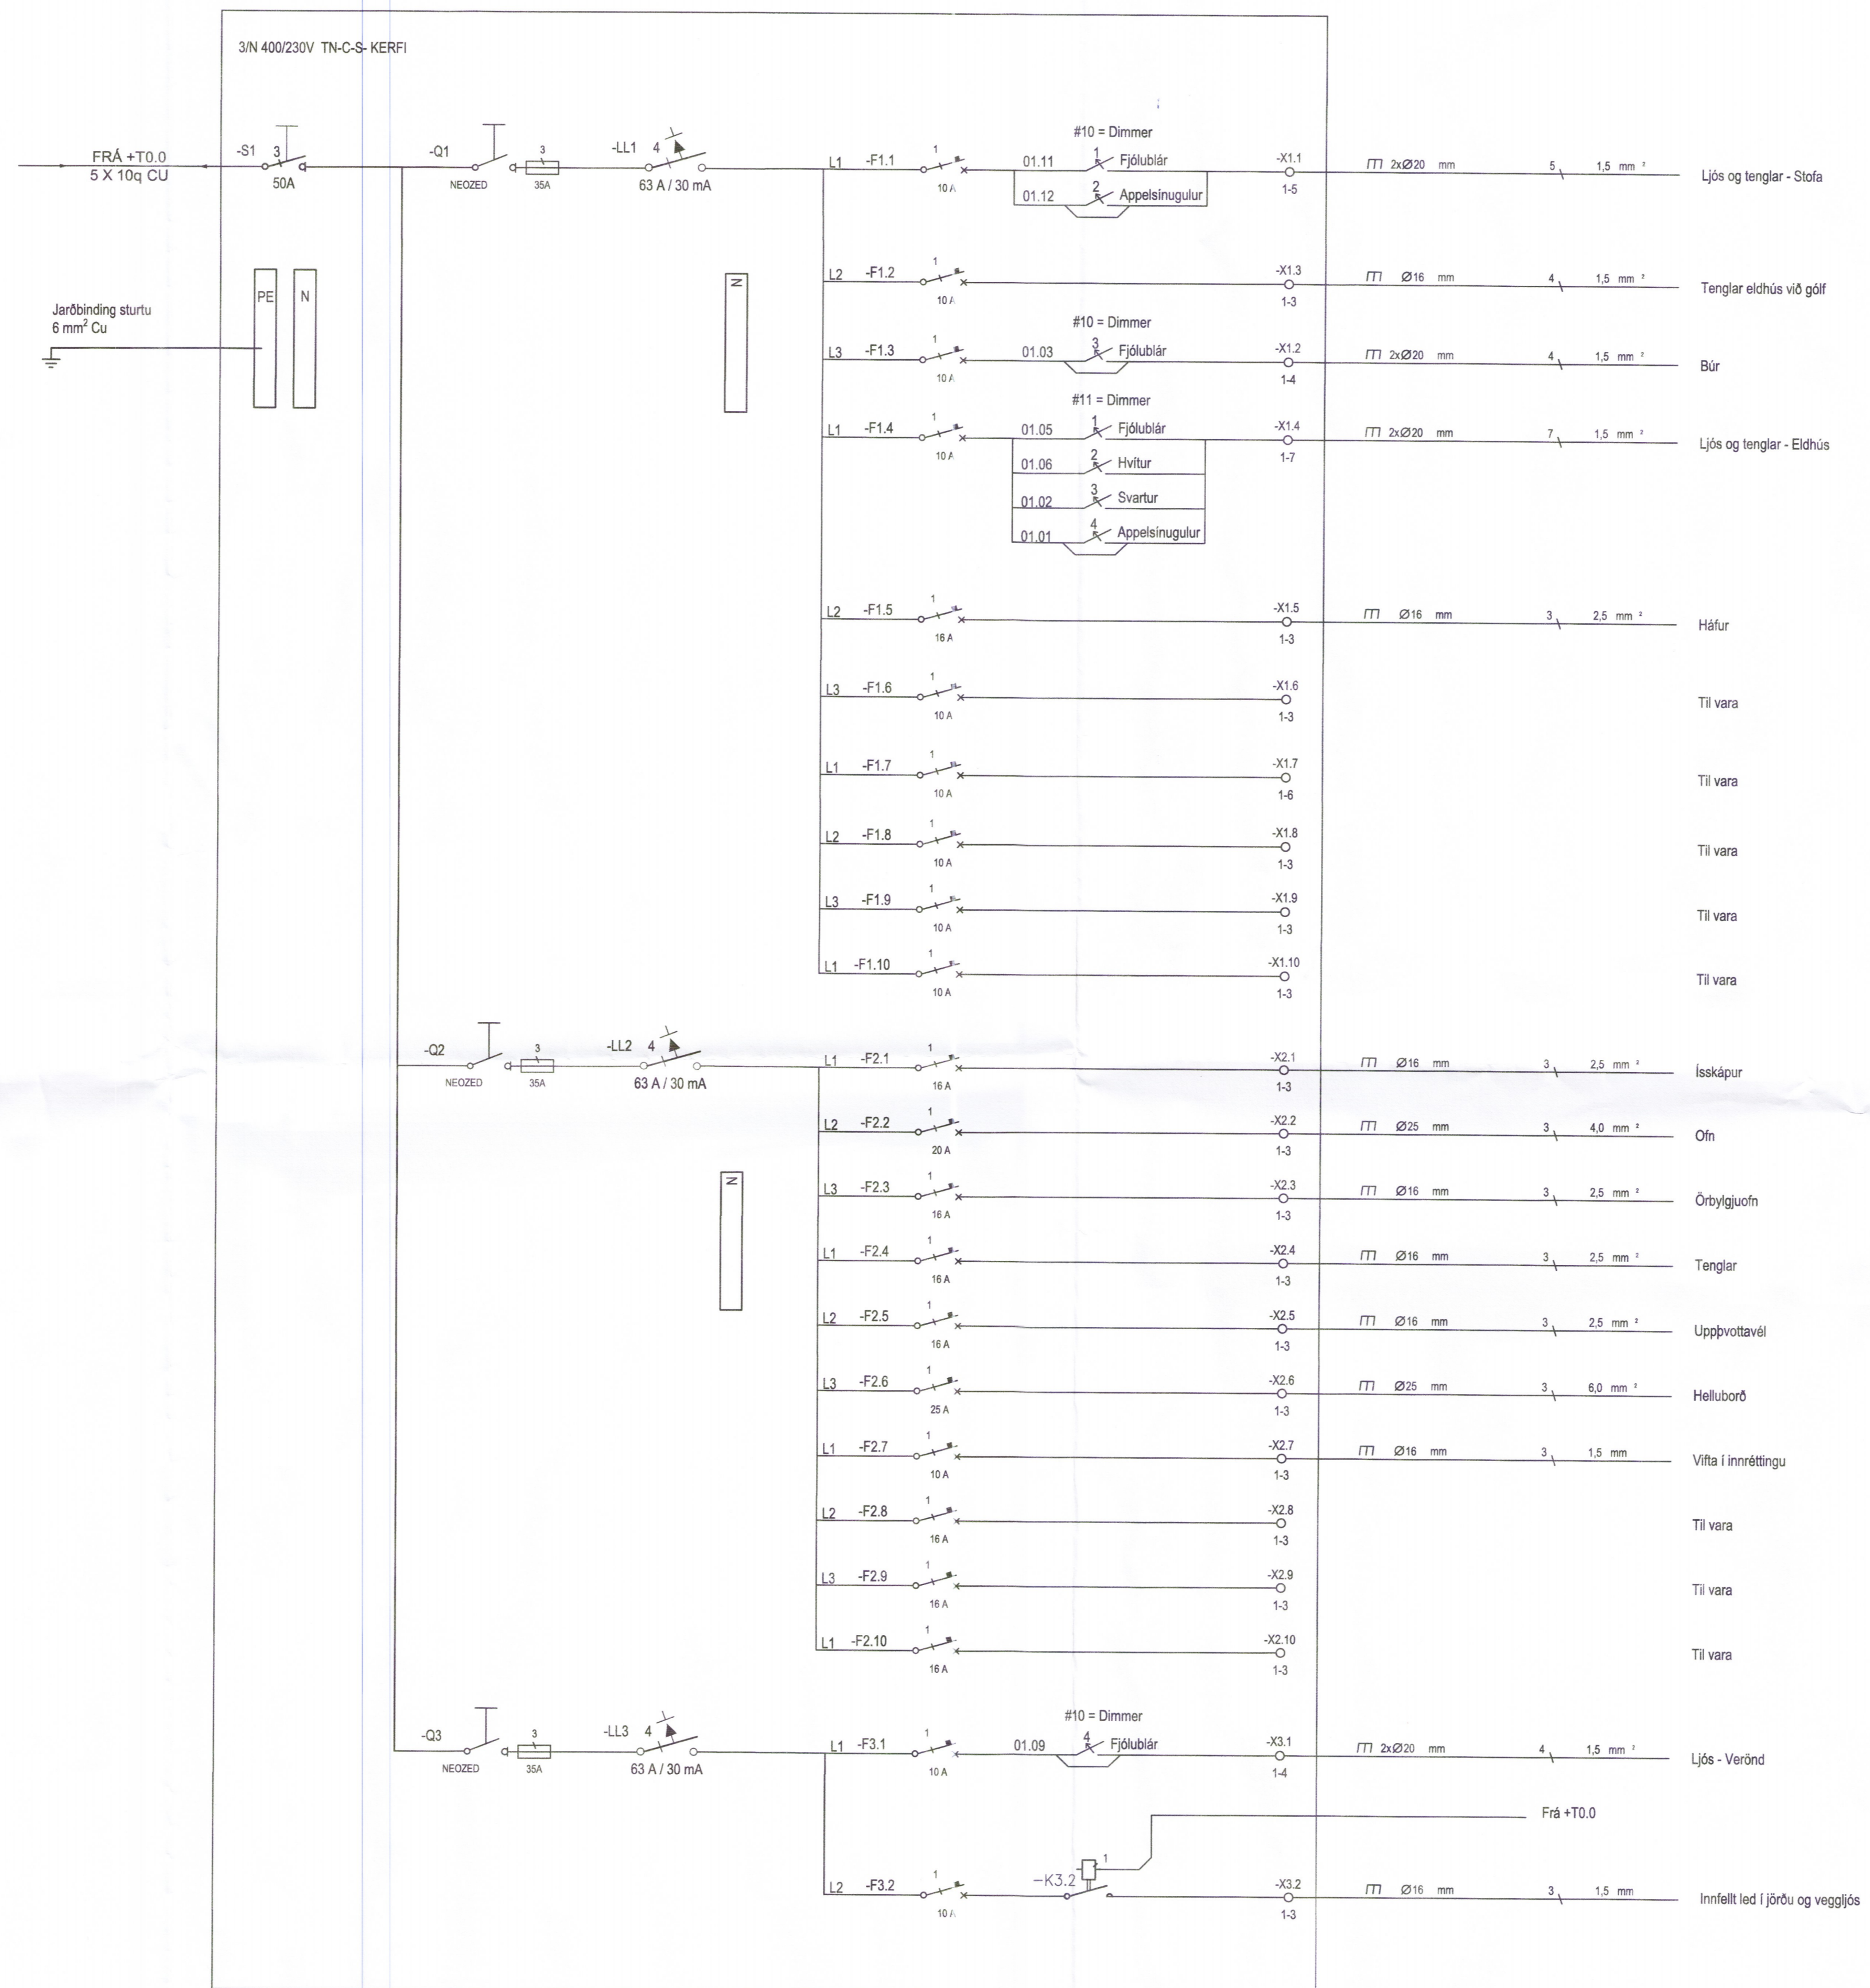 3/N 400/230V TN-C-S- KERFI
FRÁ +T0.0
5 X 10q CU
-S1 3
50A
-Q1
NEOZED
3
35A
-LL1 4
63 A / 30 mA
Jarðbinding sturtu
6 mm² Cu
PE
N
N
#10 = Dimmer
L1 -F1.1 1
10 A
01.11 1 Fjólublár
01.12 2 Appelsínugulur
-X1.1
1-5
2xØ20 mm 5 1,5 mm ²
Ljós og tenglar - Stofa
L2 -F1.2 1
10 A
-X1.3
1-3
Ø16 mm 4 1,5 mm ²
Tenglar eldhús við gólf
#10 = Dimmer
L3 -F1.3 1
10 A
01.03 3 Fjólublár
-X1.2
1-4
2xØ20 mm 4 1,5 mm ²
Búr
#11 = Dimmer
L1 -F1.4 1
10 A
01.05 1 Fjólublár
01.06 2 Hvítur
01.02 3 Svartur
01.01 4 Appelsínugulur
-X1.4
1-7
2xØ20 mm 7 1,5 mm ²
Ljós og tenglar - Eldhús
L2 -F1.5 1
16 A
-X1.5
1-3
Ø16 mm 3 2,5 mm ²
Háfur
L3 -F1.6 1
10 A
-X1.6
1-3
Til vara
L1 -F1.7 1
10 A
-X1.7
1-6
Til vara
L2 -F1.8 1
10 A
-X1.8
1-3
Til vara
L3 -F1.9 1
10 A
-X1.9
1-3
Til vara
L1 -F1.10 1
10 A
-X1.10
1-3
Til vara
-Q2
NEOZED
3
35A
-LL2 4
63 A / 30 mA
N
L1 -F2.1 1
16 A
-X2.1
1-3
Ø16 mm 3 2,5 mm ²
Ísskápur
L2 -F2.2 1
20 A
-X2.2
1-3
Ø25 mm 3 4,0 mm ²
Ofn
L3 -F2.3 1
16 A
-X2.3
1-3
Ø16 mm 3 2,5 mm ²
Örbylgjuofn
L1 -F2.4 1
16 A
-X2.4
1-3
Ø16 mm 3 2,5 mm ²
Tenglar
L2 -F2.5 1
16 A
-X2.5
1-3
Ø16 mm 3 2,5 mm ²
Uppþvottavél
L3 -F2.6 1
25 A
-X2.6
1-3
Ø25 mm 3 6,0 mm ²
Helluborð
L1 -F2.7 1
10 A
-X2.7
1-3
Ø16 mm 3 1,5 mm
Vifta í innréttingu
L2 -F2.8 1
16 A
-X2.8
1-3
Til vara
L3 -F2.9 1
16 A
-X2.9
1-3
Til vara
L1 -F2.10 1
16 A
-X2.10
1-3
Til vara
-Q3
NEOZED
3
35A
-LL3 4
63 A / 30 mA
#10 = Dimmer
L1 -F3.1 1
10 A
01.09 4 Fjólublár
-X3.1
1-4
2xØ20 mm 4 1,5 mm ²
Ljós - Verönd
Frá +T0.0
L2 -F3.2 1
10 A
-K3.2 1
-X3.2
1-3
Ø16 mm 3 1,5 mm
Innfellt led í jörðu og veggljós